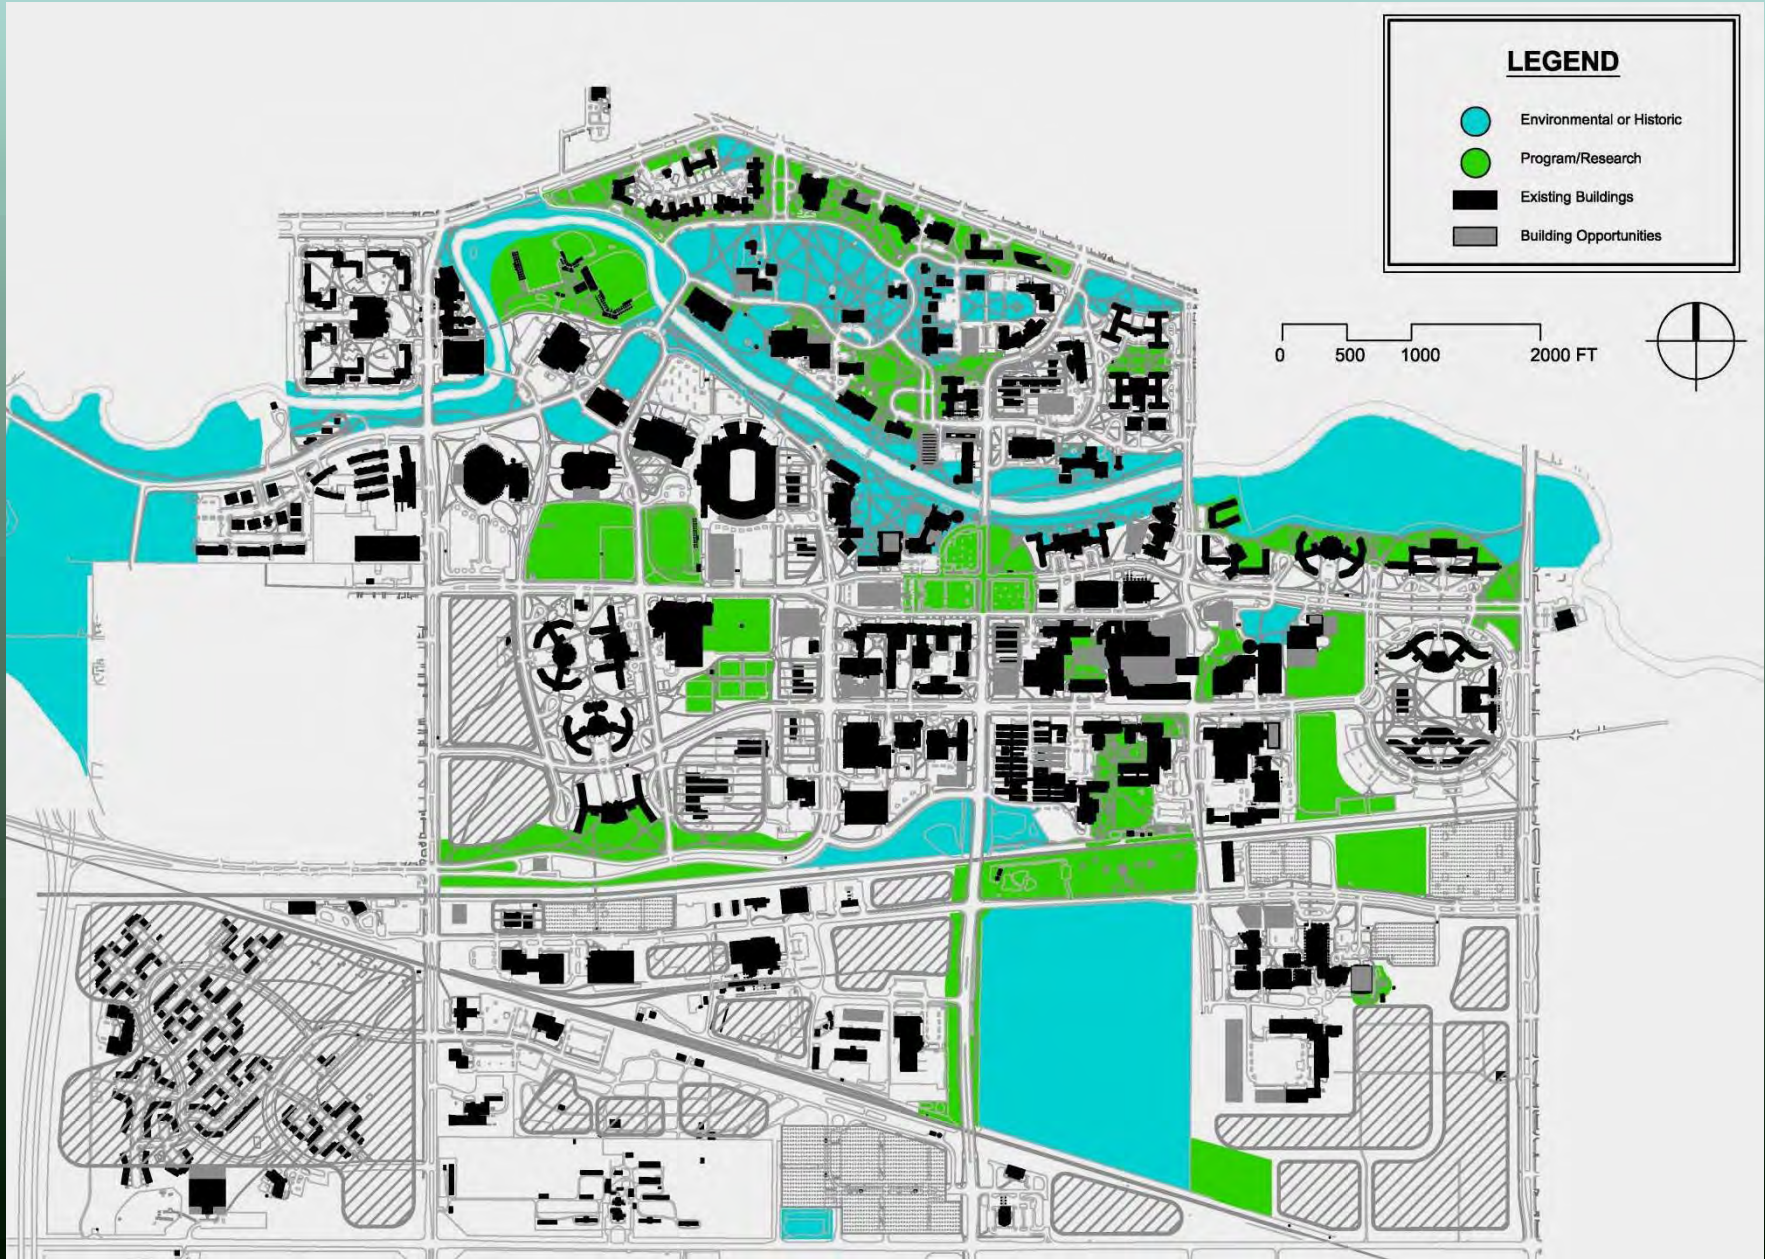 LEGEND
Environmental or Historic
Program/Research
Existing Buildings
Building Opportunities
0 500 1000 2000 FT